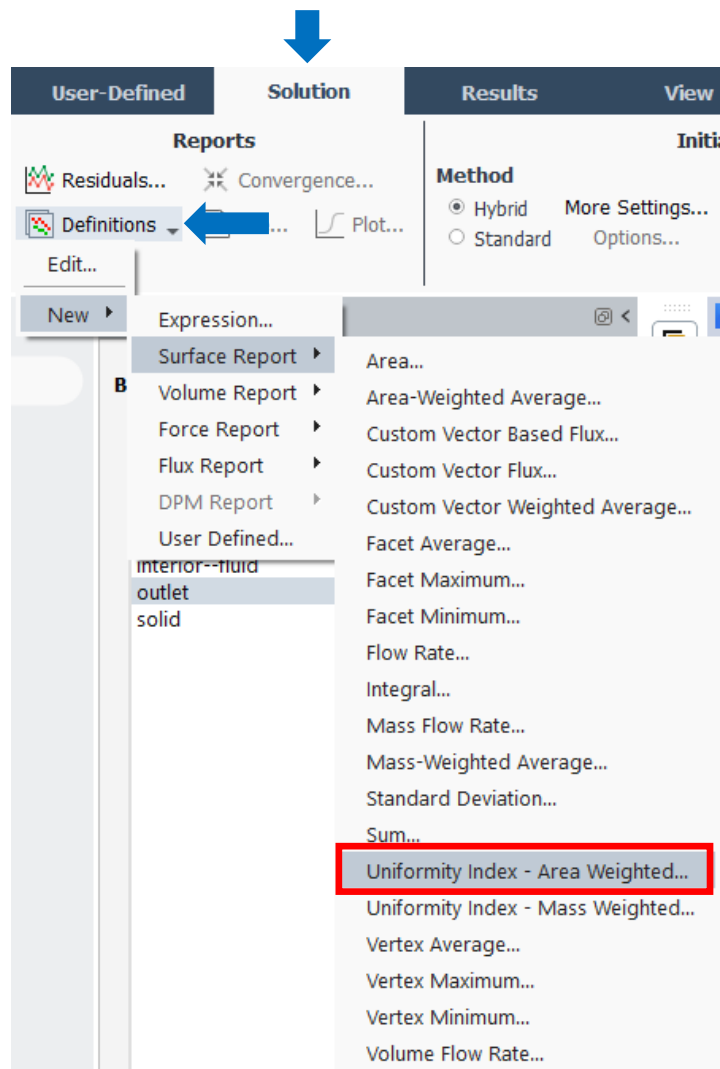 User-Defined Solution Results View
Reports
Residuals... Convergence...
Definitions ... Plot...
Initia
Method
Hybrid More Settings...
Standard Options...
Edit...
New
Expression...
Surface Report
Volume Report
Force Report
Flux Report
DPM Report
User Defined...
B
interior--fluid
outlet
solid
Area...
Area-Weighted Average...
Custom Vector Based Flux...
Custom Vector Flux...
Custom Vector Weighted Average...
Facet Average...
Facet Maximum...
Facet Minimum...
Flow Rate...
Integral...
Mass Flow Rate...
Mass-Weighted Average...
Standard Deviation...
Sum...
Uniformity Index - Area Weighted...
Uniformity Index - Mass Weighted...
Vertex Average...
Vertex Maximum...
Vertex Minimum...
Volume Flow Rate...